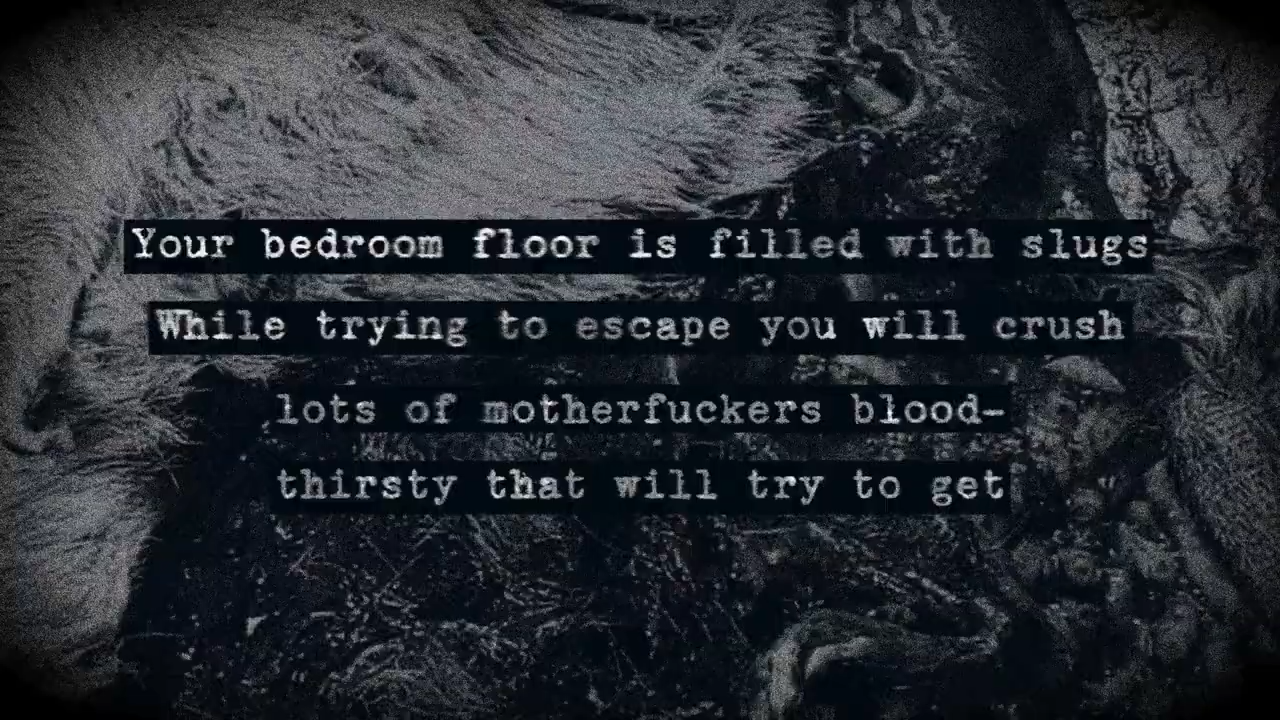 Your bedroom floor is filled with slugs
While trying to escape you will crush
lots of motherfuckers blood-
thirsty that will try to get